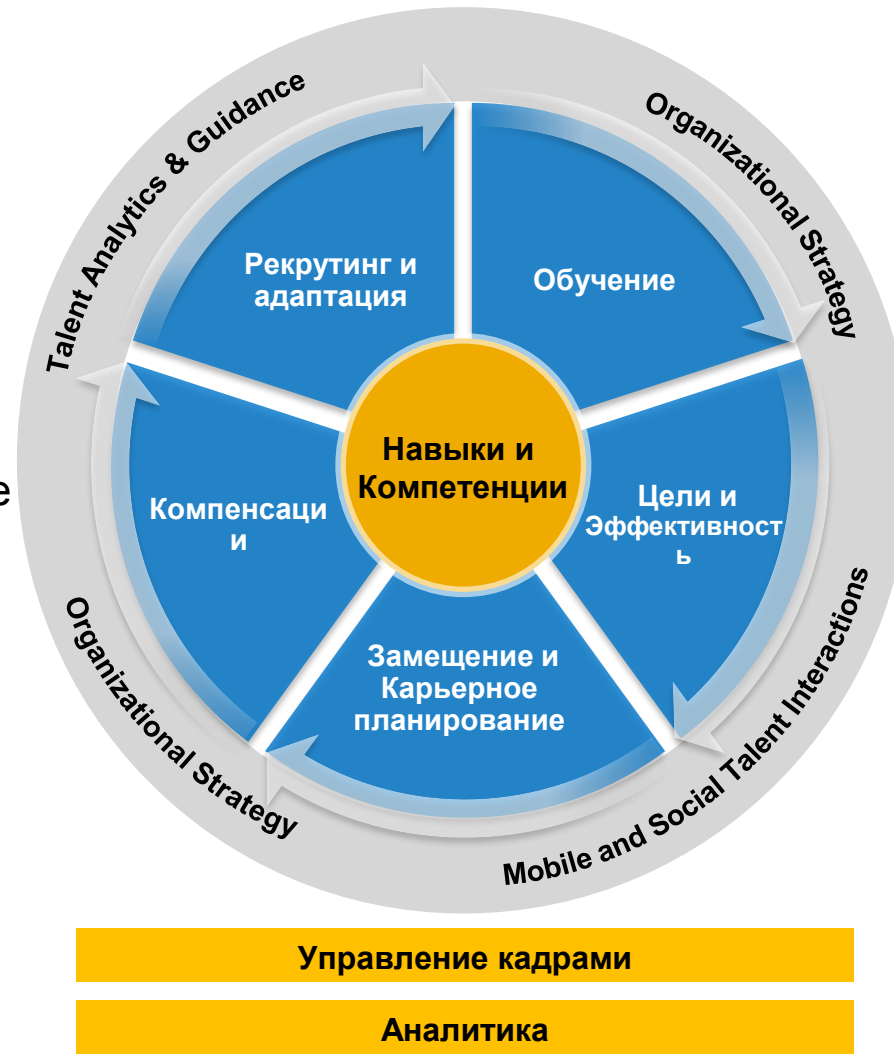 Talent Analytics & Guidance
Organizational Strategy
Рекрутинг и
адаптация
Обучение
Навыки и
Компетенции
е
Компенсаци
и
Цели и
Эффективност
ь
Замещение и
Карьерное
планирование
Organizational Strategy
Mobile and Social Talent Interactions
Управление кадрами
Аналитика